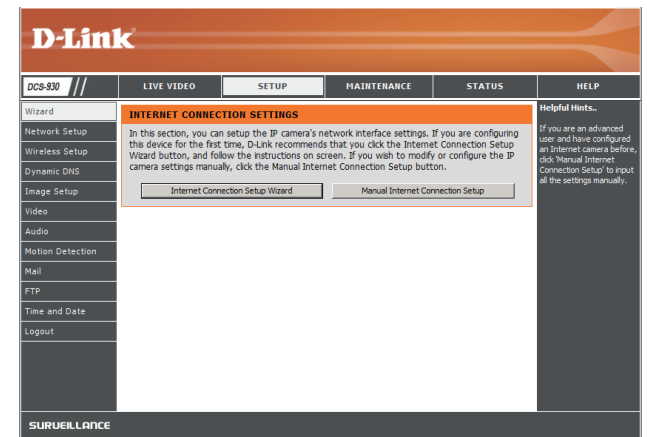 D-Link
DCS-930
LIVE VIDEO
SETUP
MAINTENANCE
STATUS
HELP
Wizard
Network Setup
Wireless Setup
Dynamic DNS
Image Setup
Video
Audio
Motion Detection
Mail
FTP
Time and Date
Logout
INTERNET CONNECTION SETTINGS
In this section, you can setup the IP camera's network interface settings. If you are configuring
this device for the first time, D-Link recommends that you click the Internet Connection Setup
Wizard button, and follow the instructions on screen. If you wish to modify or configure the IP
camera settings manually, click the Manual Internet Connection Setup button.
Internet Connection Setup Wizard
Manual Internet Connection Setup
Helpful Hints..
If you are an advanced
user and have configured
an Internet camera before,
click 'Manual Internet
Connection Setup' to input
all the settings manually.
SURVEILLANCE